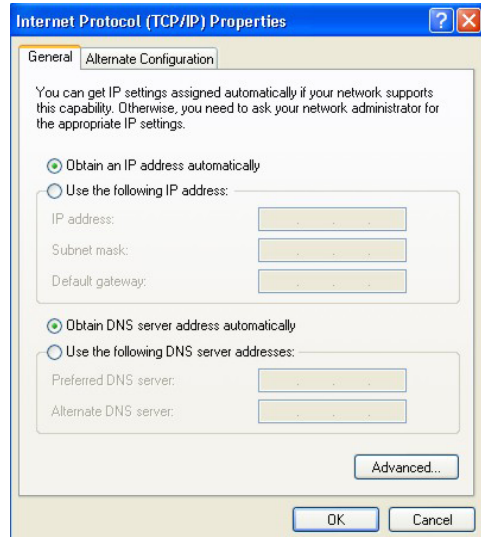 Internet Protocol (TCP/IP) Properties
General
Alternate Configuration
You can get IP settings assigned automatically if your network supports
this capability. Otherwise, you need to ask your network administrator for
the appropriate IP settings.
Obtain an IP address automatically
Use the following IP address:
IP address:
Subnet mask:
Default gateway:
Obtain DNS server address automatically
Use the following DNS server addresses:
Preferred DNS server:
Alternate DNS server:
Advanced...
OK
Cancel